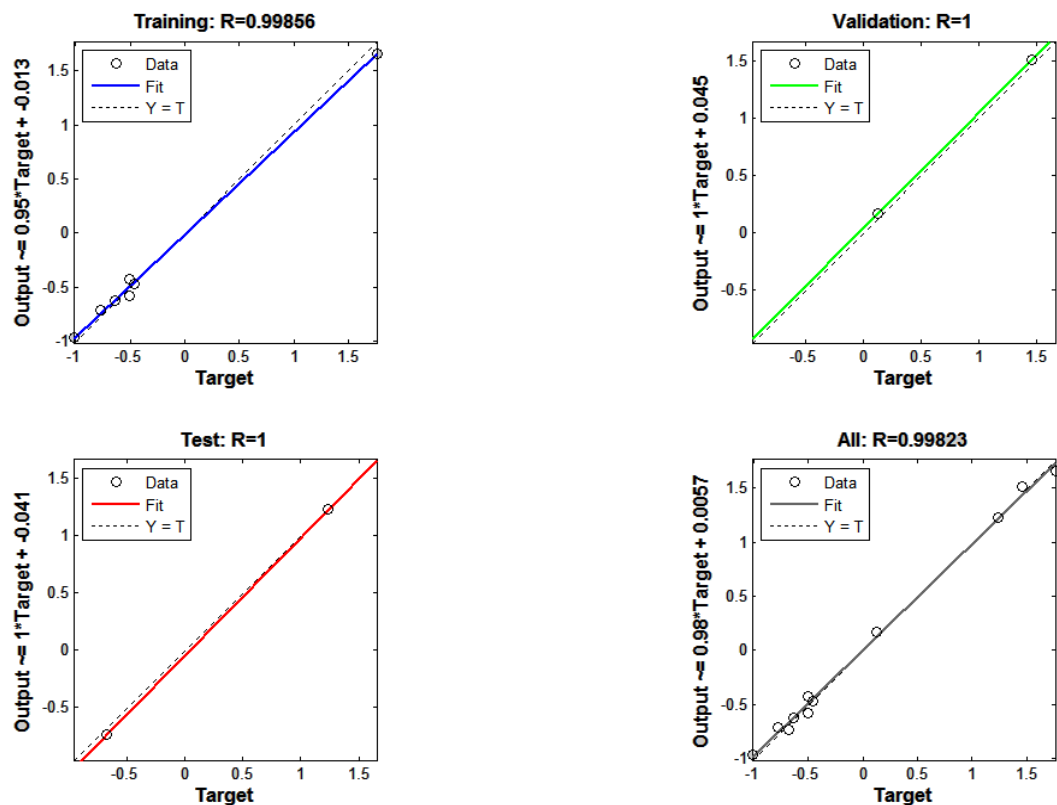 Training: R=0.99856
Output ~= 0.95*Target + -0.013
Data
Fit
Y = T
1.5
1
0.5
0
-0.5
-1
-1
-0.5
0
0.5
1
1.5
Target
Validation: R=1
Output ~= 1*Target + 0.045
Data
Fit
Y = T
1.5
1
0.5
0
-0.5
-0.5
0
0.5
1
1.5
Target
Test: R=1
Output ~= 1*Target + -0.041
Data
Fit
Y = T
1.5
1
0.5
0
-0.5
-0.5
0
0.5
1
1.5
Target
All: R=0.99823
Output ~= 0.98*Target + 0.0057
Data
Fit
Y = T
1.5
1
0.5
0
-0.5
-1
-1
-0.5
0
0.5
1
1.5
Target